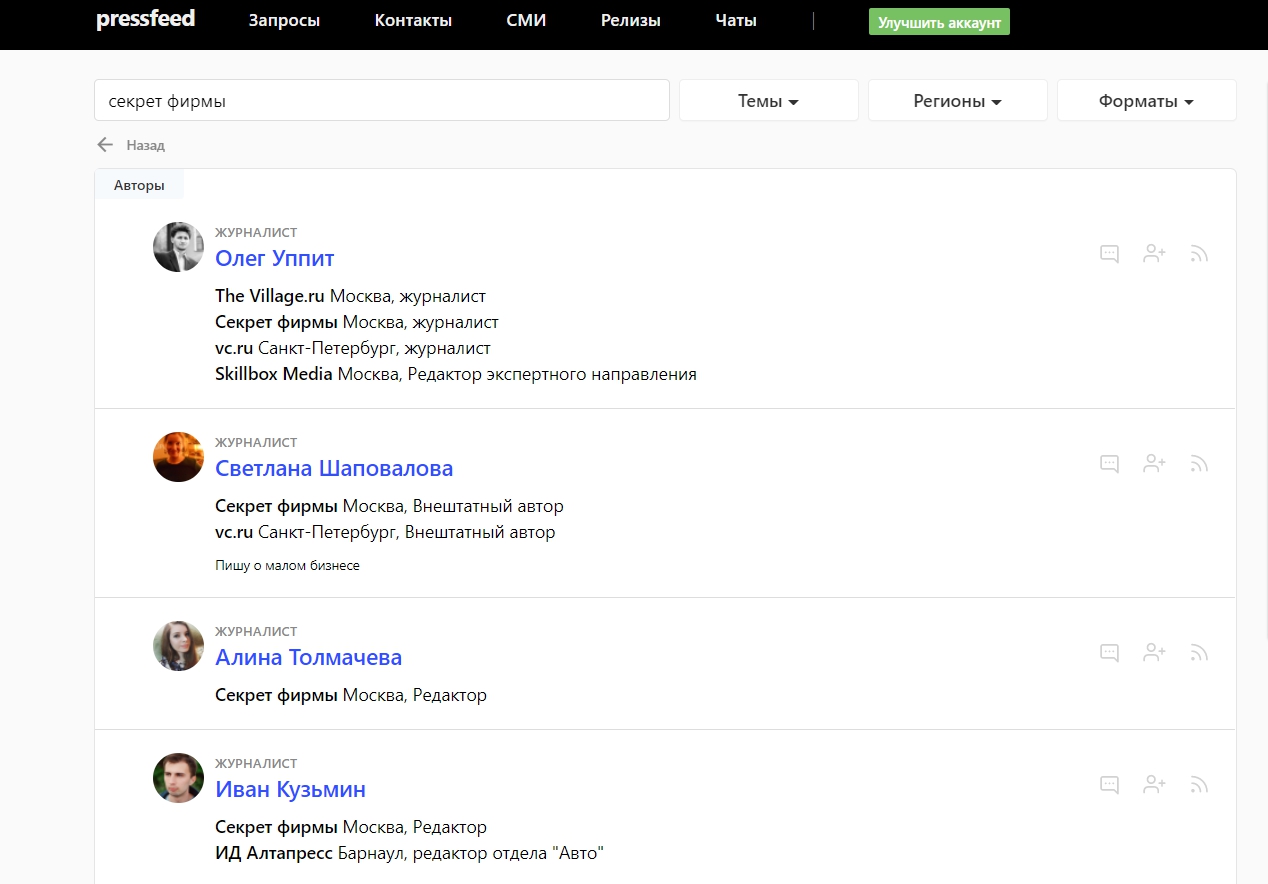 pressfeed Запросы Контакты СМИ Релизы Чаты Улучшить аккаунт
секрет фирмы Темы Регионы Форматы
Назад
Авторы
ЖУРНАЛИСТ
Олег Уппит
The Village.ru Москва, журналист
Секрет фирмы Москва, журналист
vc.ru Санкт-Петербург, журналист
Skillbox Media Москва, Редактор экспертного направления
ЖУРНАЛИСТ
Светлана Шаповалова
Секрет фирмы Москва, Внештатный автор
vc.ru Санкт-Петербург, Внештатный автор
Пишу о малом бизнесе
ЖУРНАЛИСТ
Алина Толмачева
Секрет фирмы Москва, Редактор
ЖУРНАЛИСТ
Иван Кузьмин
Секрет фирмы Москва, Редактор
ИД Алтапресс Барнаул, редактор отдела "Авто"